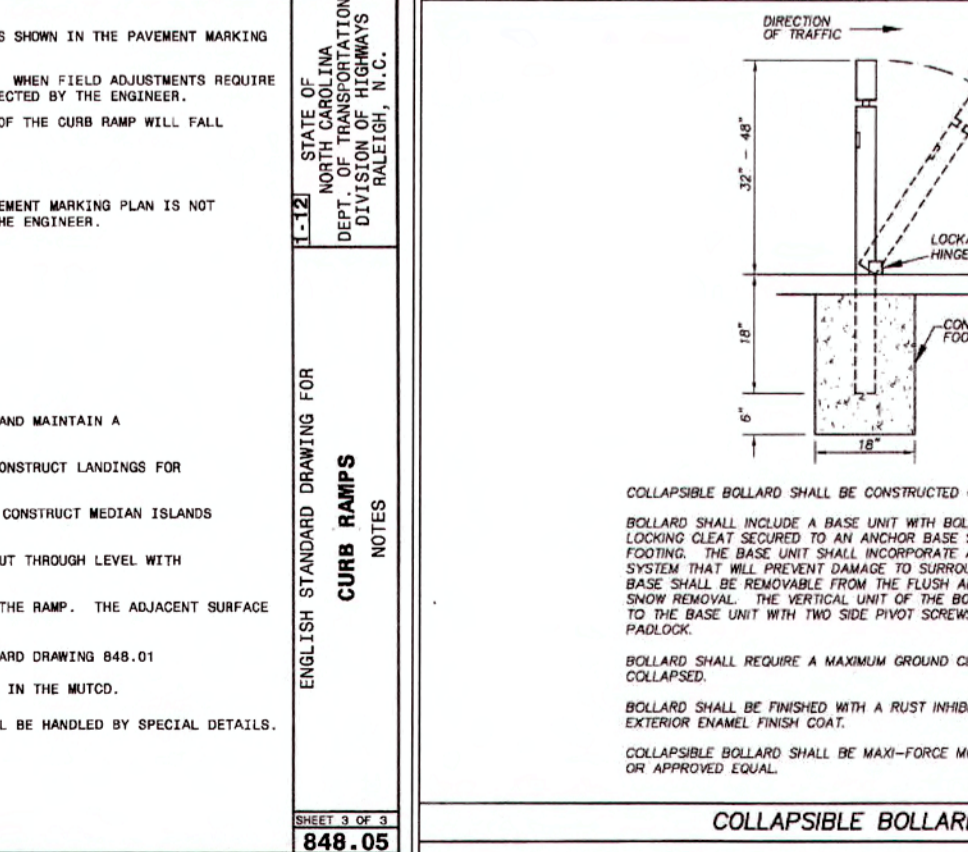 S SHOWN IN THE PAVEMENT MARKING
WHEN FIELD ADJUSTMENTS REQUIRE
ECTED BY THE ENGINEER.
OF THE CURB RAMP WILL FALL
EMENT MARKING PLAN IS NOT
HE ENGINEER.
AND MAINTAIN A
ONSTRUCT LANDINGS FOR
CONSTRUCT MEDIAN ISLANDS
UT THROUGH LEVEL WITH
THE RAMP. THE ADJACENT SURFACE
ARD DRAWING 848.01
IN THE MUTCD.
L BE HANDLED BY SPECIAL DETAILS.
1-12
STATE OF
NORTH CAROLINA
DEPT. OF TRANSPORTATION
DIVISION OF HIGHWAYS
RALEIGH, N.C.
ENGLISH STANDARD DRAWING FOR
CURB RAMPS
NOTES
SHEET 3 OF 3
848.05
DIRECTION
OF TRAFFIC
32" - 48"
LOCKA
HINGE
18"
CON
FOO
6"
18"
COLLAPSIBLE BOLLARD SHALL BE CONSTRUCTED
BOLLARD SHALL INCLUDE A BASE UNIT WITH BOL
LOCKING CLEAT SECURED TO AN ANCHOR BASE S
FOOTING. THE BASE UNIT SHALL INCORPORATE A
SYSTEM THAT WILL PREVENT DAMAGE TO SURROU
BASE SHALL BE REMOVABLE FROM THE FLUSH A
SNOW REMOVAL. THE VERTICAL UNIT OF THE BO
TO THE BASE UNIT WITH TWO SIDE PIVOT SCREWS
PADLOCK.
BOLLARD SHALL REQUIRE A MAXIMUM GROUND CL
COLLAPSED.
BOLLARD SHALL BE FINISHED WITH A RUST INHIB
EXTERIOR ENAMEL FINISH COAT.
COLLAPSIBLE BOLLARD SHALL BE MAXI-FORCE MO
OR APPROVED EQUAL.
COLLAPSIBLE BOLLARD